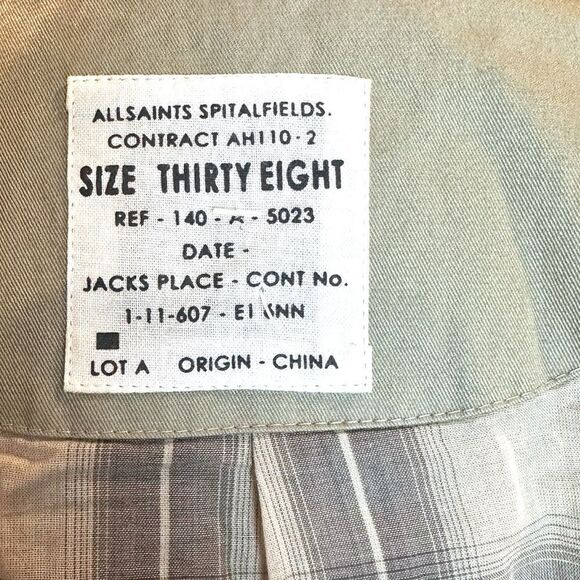 ALLSAINTS SPITALFIELDS.
CONTRACT AH110-2
SIZE THIRTY EIGHT
REF - 140 - - 5023
DATE -
JACKS PLACE - CONT No.
1-11-607 -
LOT A ORIGIN - CHINA